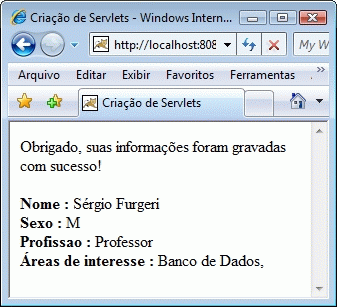 Criação de Servlets - Windows Intern...
http://localhost:808
My W
Arquivo Editar Exibir Favoritos Ferramentas »
Criação de Servlets
Obrigado, suas informações foram gravadas
com sucesso!
Nome : Sérgio Furgeri
Sexo : M
Profissao : Professor
Áreas de interesse : Banco de Dados,